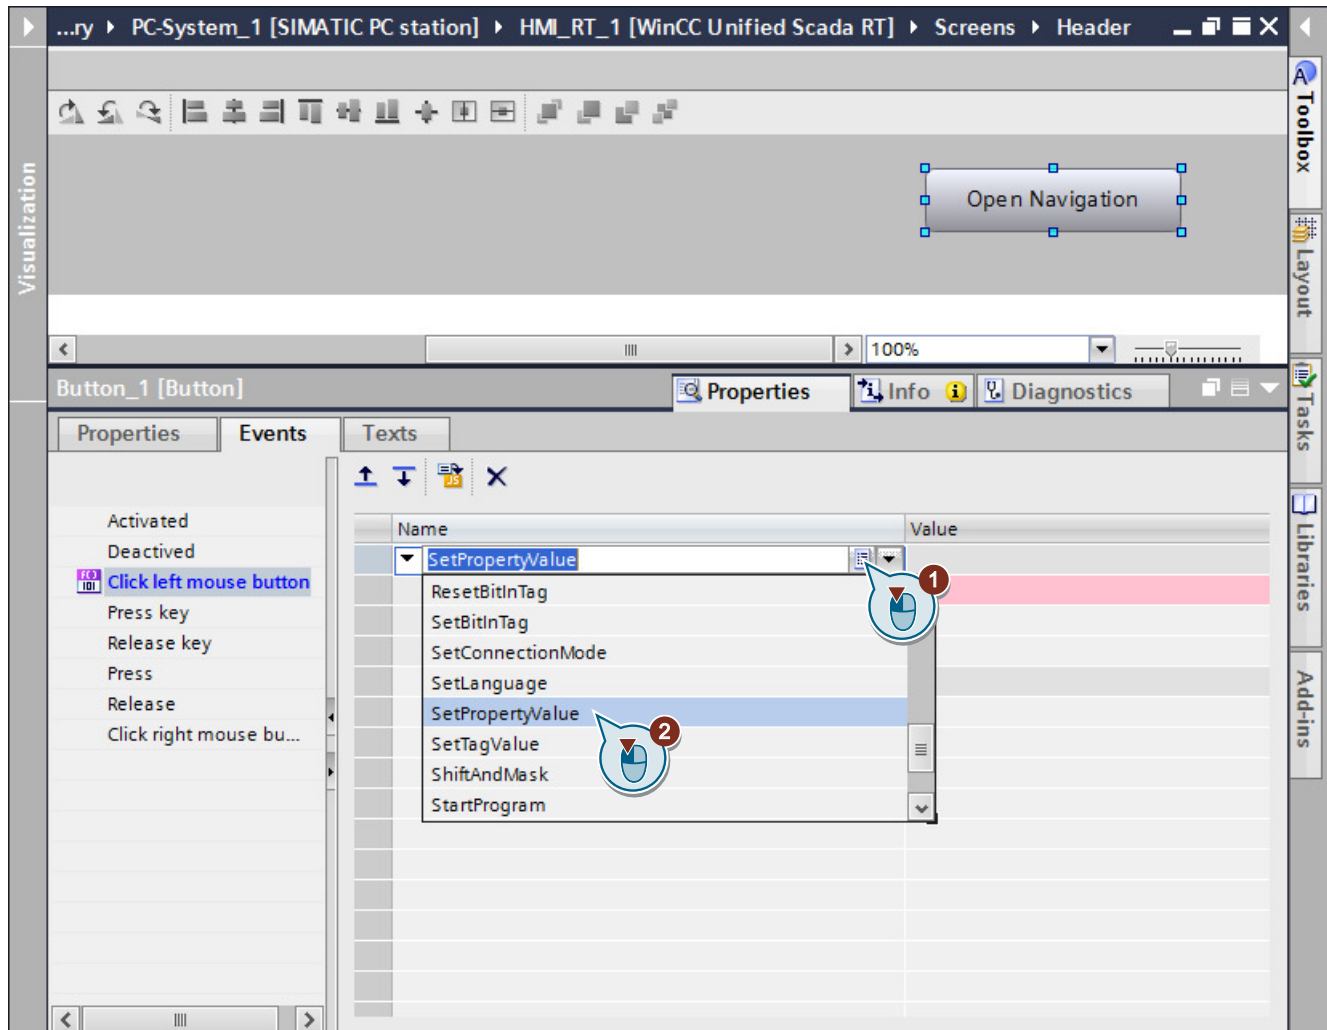 ...ry PC-System_1 [SIMATIC PC station] HMI_RT_1 [WinCC Unified Scada RT] Screens Header
Toolbox
Layout
Tasks
Libraries
Add-ins
Visualization
Open Navigation
100%
Button_1 [Button]
Properties
Info
Diagnostics
Properties
Events
Texts
Activated
Deactived
Click left mouse button
Press key
Release key
Press
Release
Click right mouse bu...
Name
Value
SetPropertyValue
ResetBitInTag
SetBitInTag
SetConnectionMode
SetLanguage
SetPropertyValue
SetTagValue
ShiftAndMask
StartProgram
1
2